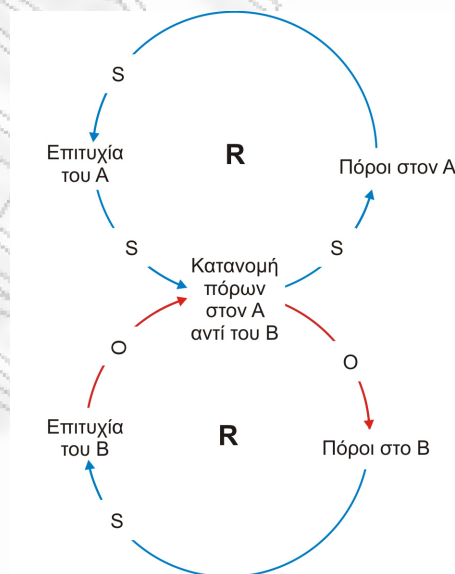 S
R
Επιτυχία
του Α
Πόροι στον Α
S
S
Κατανομή
πόρων
στον Α
αντί του Β
Ο
Ο
Επιτυχία
του Β
R
Πόροι στο Β
S